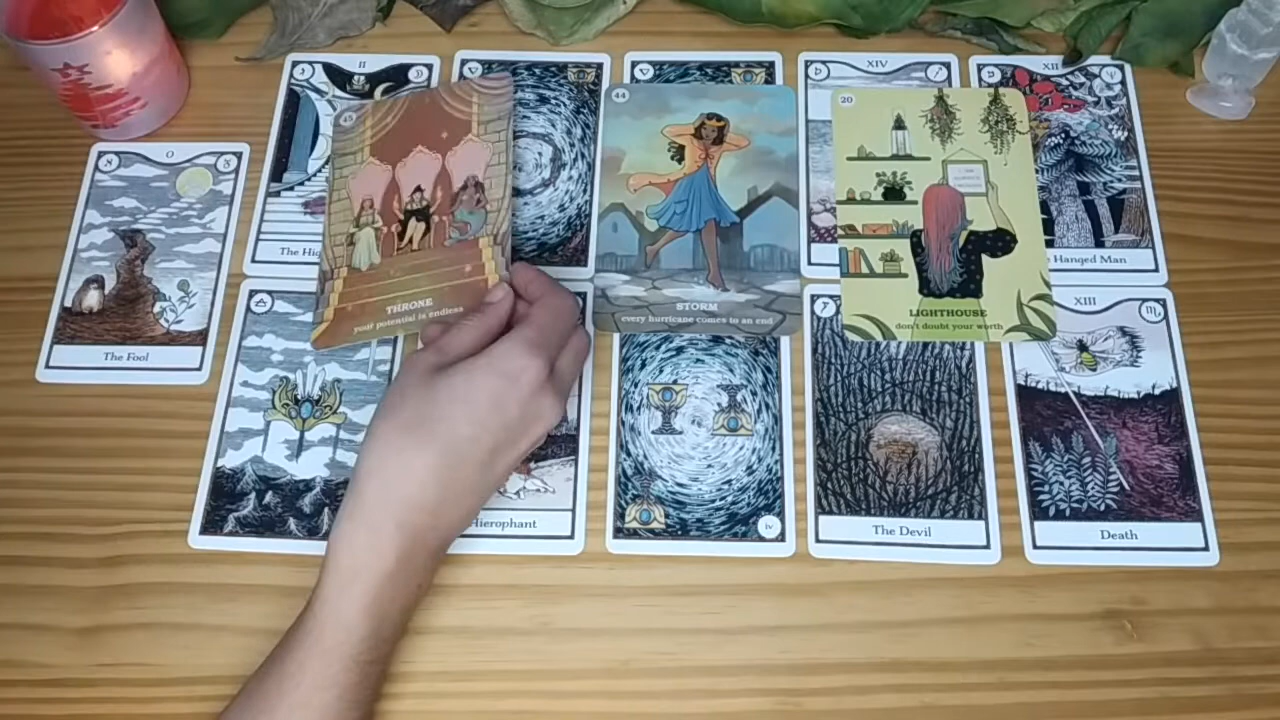 II
XIV
XII
0
The Hig
Hanged Man
The Fool
45
THRONE
your potential is endless
44
STORM
every hurricane comes to an end
20
LIGHTHOUSE
don't doubt your worth
XIII
Hierophant
iv
The Devil
Death